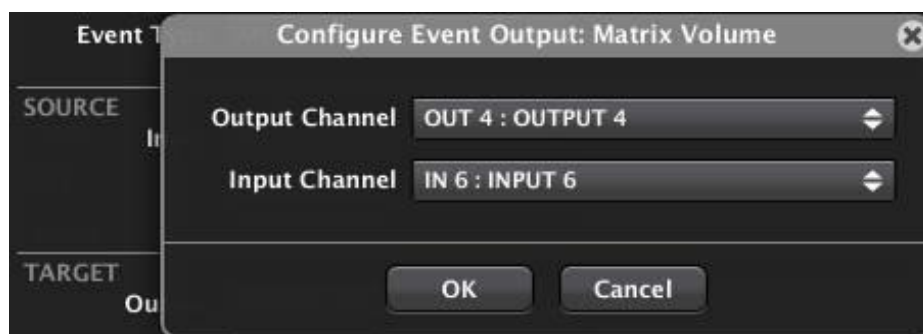 Event
Configure Event Output: Matrix Volume
SOURCE
Output Channel OUT 4 : OUTPUT 4
Input Channel IN 6 : INPUT 6
TARGET
OK Cancel